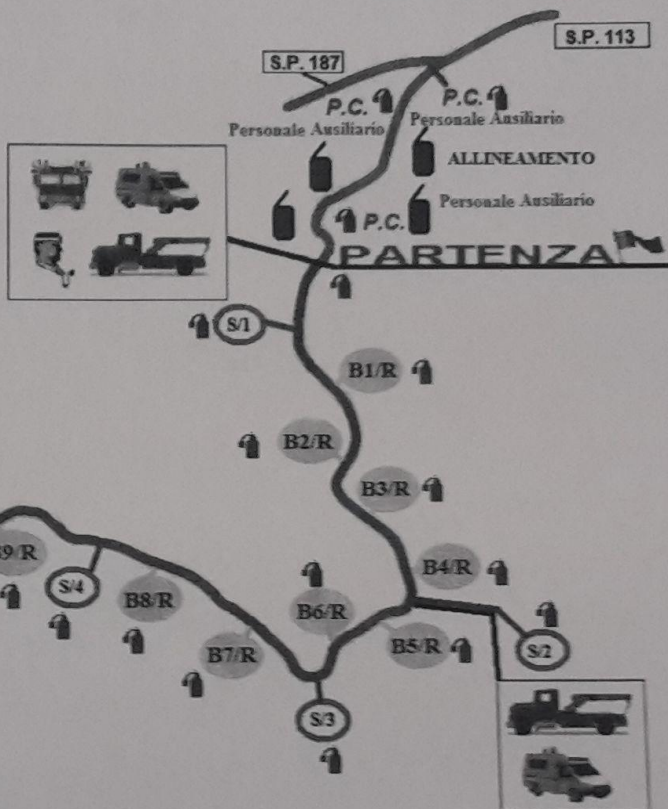 S.P. 113
S.P. 187
P.C.
P.C.
Personale Ausiliario
Personale Ausiliario
ALLINEAMENTO
Personale Ausiliario
P.C.
PARTENZA
S/1
B1/R
B2/R
B3/R
B9/R
S/4
B8/R
B4/R
B6/R
B7/R
B5/R
S/2
S/3